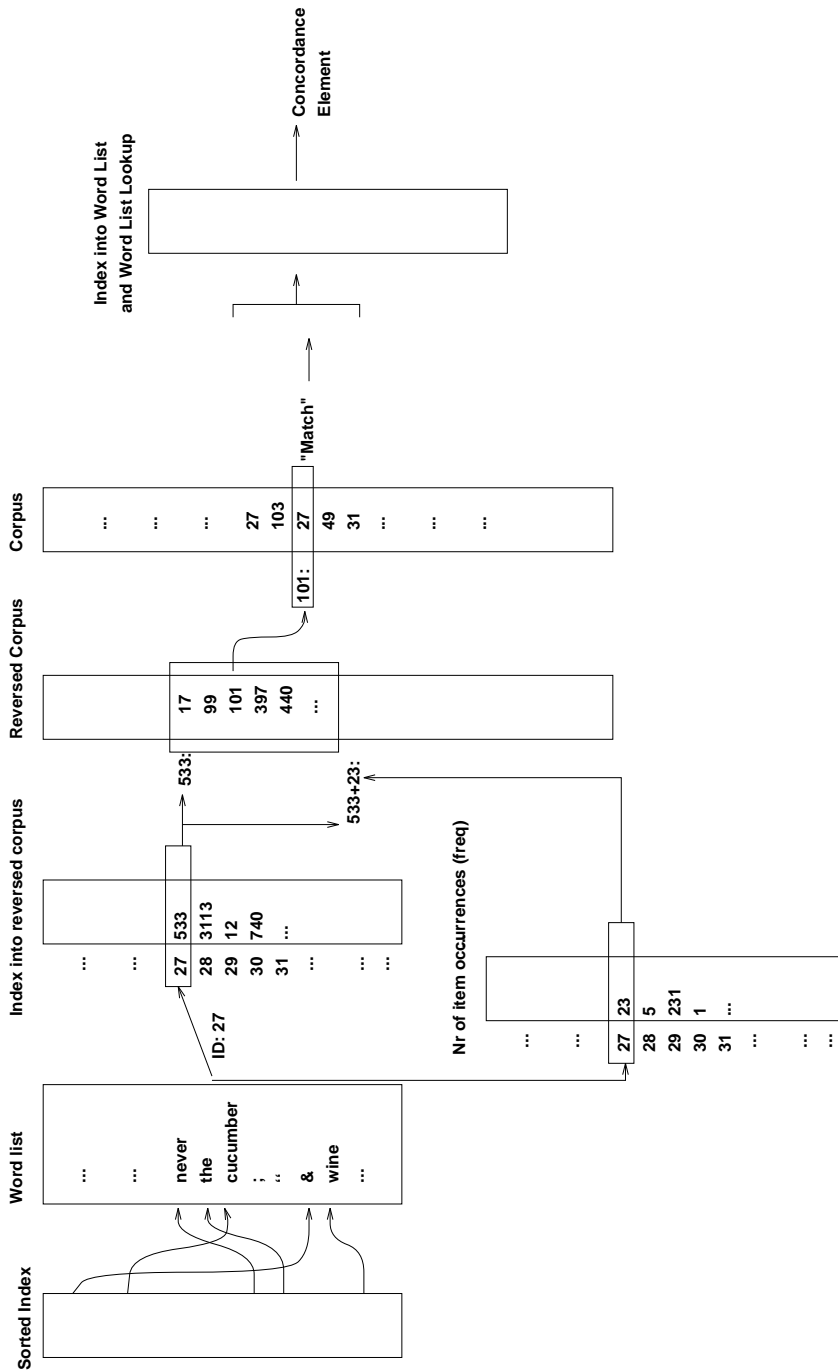 Sorted Index
Word list
...
...
never
the
cucumber
;
“
&
wine
...
ID: 27
Index into reversed corpus
...
...
27 533
28 3113
29 12
30 740
31 ...
...
...
...
Nr of item occurrences (freq)
...
...
27 23
28 5
29 231
30 1
31 ...
...
...
...
533:
533+23:
Reversed Corpus
17
99
101
397
440
...
Corpus
...
...
...
27
103
101: 27 "Match"
49
31
...
...
...
Index into Word List
and Word List Lookup
Concordance
Element